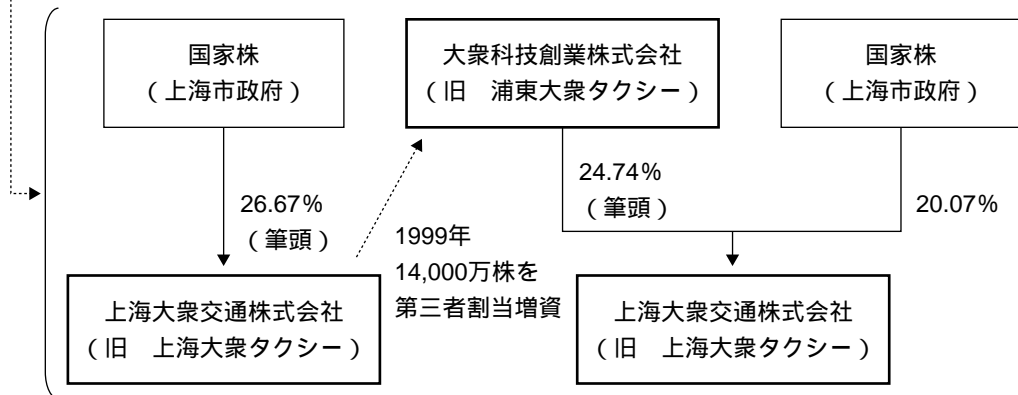 国家株
（上海市政府）
大衆科技創業株式会社
（旧　浦東大衆タクシー）
国家株
（上海市政府）
26.67%
（筆頭）
24.74%
（筆頭）
20.07%
1999年
14,000万株を
第三者割当増資
上海大衆交通株式会社
（旧　上海大衆タクシー）
上海大衆交通株式会社
（旧　上海大衆タクシー）